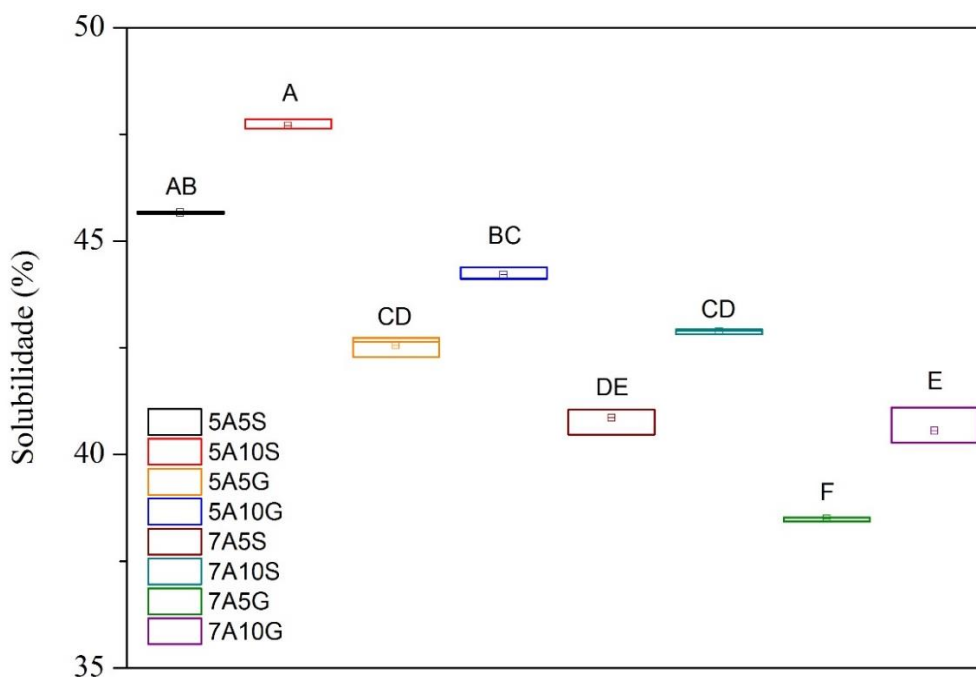 50
A
AB
45
BC
CD
CD
DE
E
40
F
35
Solubilidade (%)
5A5S
5A10S
5A5G
5A10G
7A5S
7A10S
7A5G
7A10G